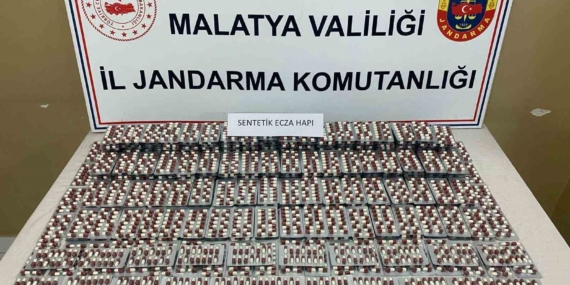 MALATYA VALİLİĞİ
İL JANDARMA KOMUTANLIĞI
SENTETİK ECZA HAPI
JANDARMA